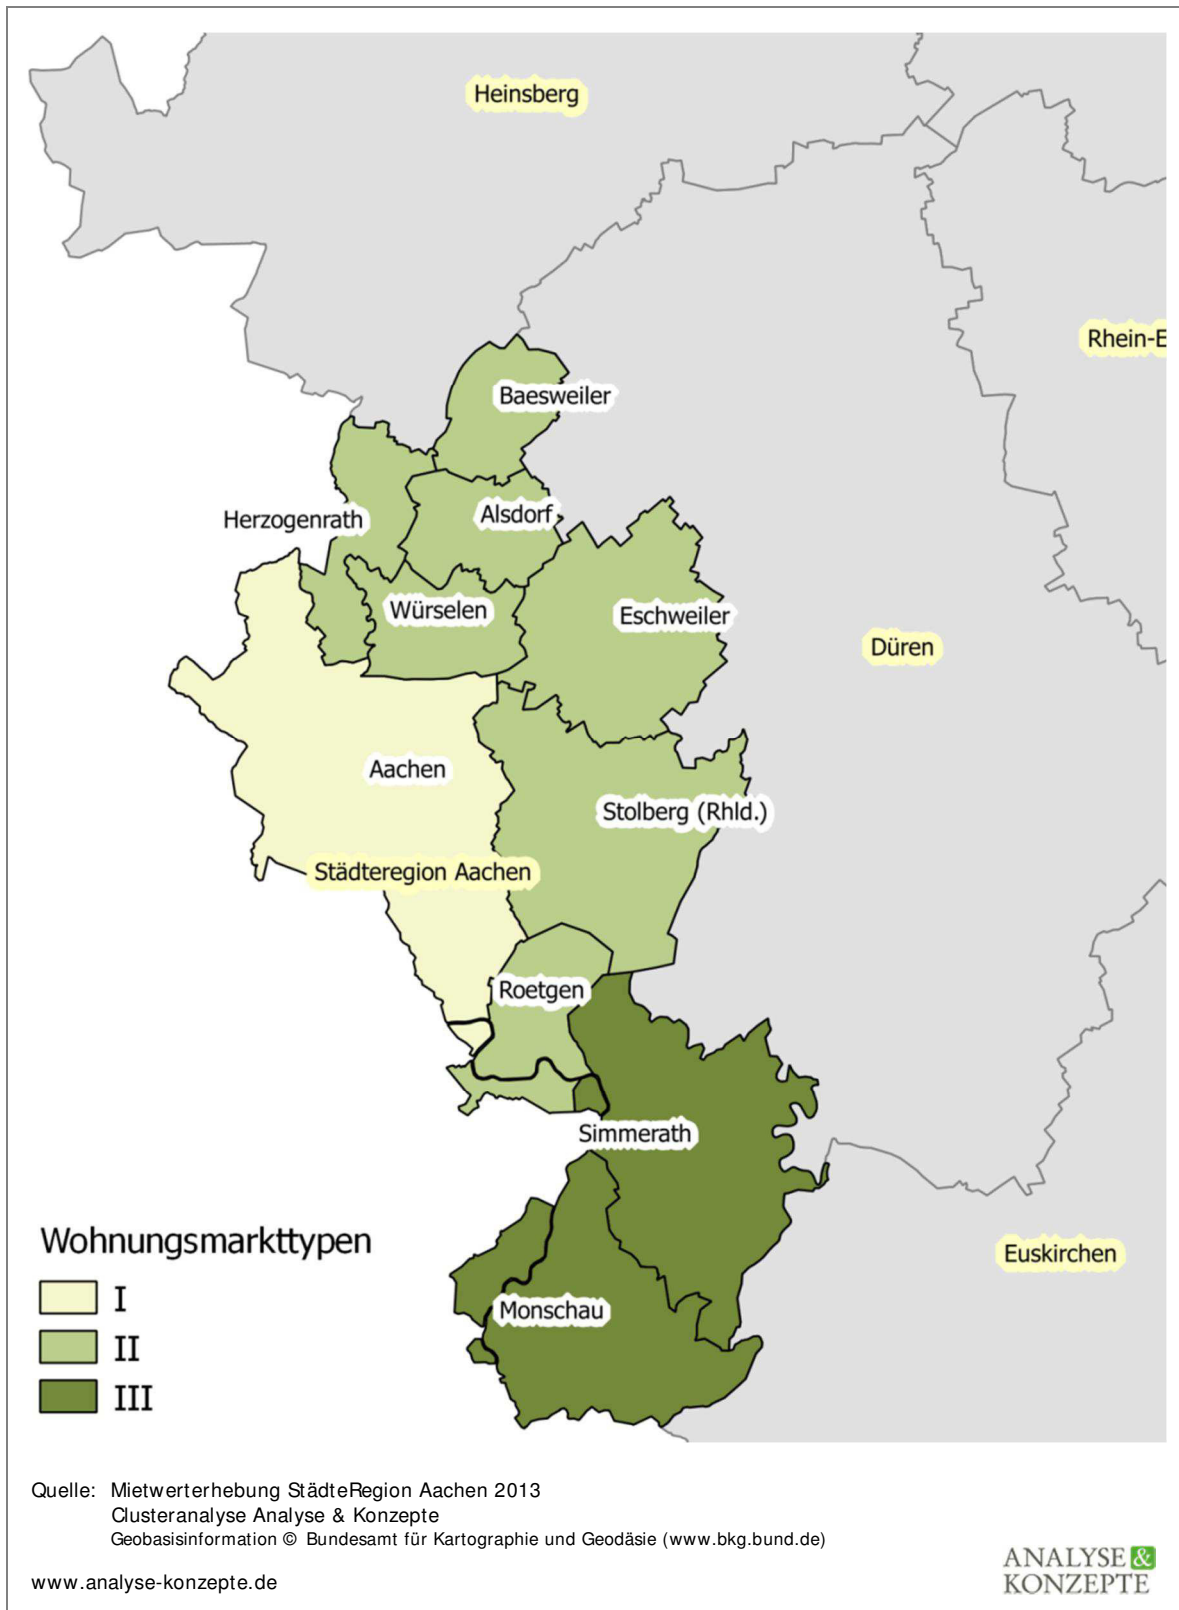 Heinsberg
Rhein-E
Baesweiler
Alsdorf
Herzogenrath
Würselen
Eschweiler
Düren
Aachen
Stolberg (Rhld.)
Städteregion Aachen
Roetgen
Simmerath
Euskirchen
Monschau
Wohnungsmarkttypen
I
II
III
Quelle: Mietwerterhebung StädteRegion Aachen 2013
Clusteranalyse Analyse & Konzepte
Geobasisinformation © Bundesamt für Kartographie und Geodäsie (www.bkg.bund.de)
www.analyse-konzepte.de
ANALYSE &
KONZEPTE